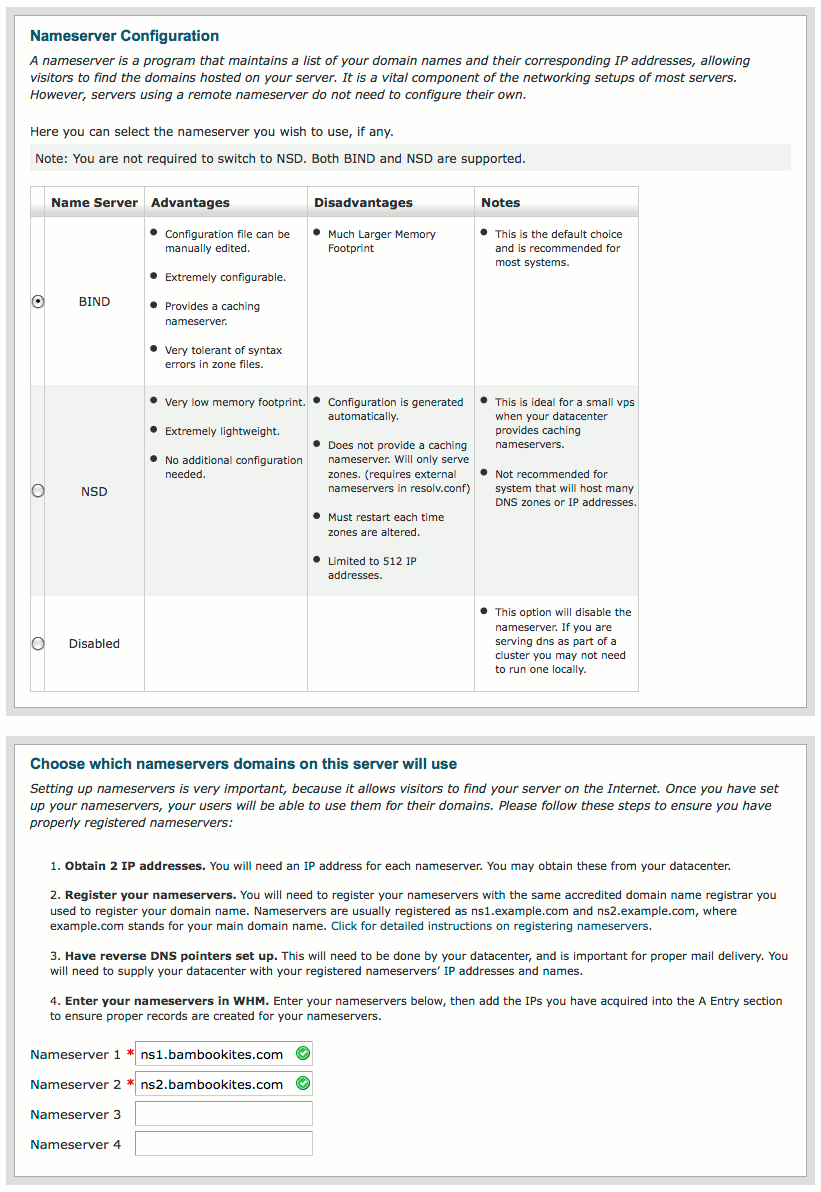 Nameserver Configuration
A nameserver is a program that maintains a list of your domain names and their corresponding IP addresses, allowing
visitors to find the domains hosted on your server. It is a vital component of the networking setups of most servers.
However, servers using a remote nameserver do not need to configure their own.
Here you can select the nameserver you wish to use, if any.
Note: You are not required to switch to NSD. Both BIND and NSD are supported.
Name Server
Advantages
Disadvantages
Notes
BIND
Configuration file can be
manually edited.
Extremely configurable.
Provides a caching
nameserver.
Very tolerant of syntax
errors in zone files.
Much Larger Memory
Footprint
This is the default choice
and is recommended for
most systems.
NSD
Very low memory footprint.
Extremely lightweight.
No additional configuration
needed.
Configuration is generated
automatically.
Does not provide a caching
nameserver. Will only serve
zones. (requires external
nameservers in resolv.conf)
Must restart each time
zones are altered.
Limited to 512 IP
addresses.
This is ideal for a small vps
when your datacenter
provides caching
nameservers.
Not recommended for
system that will host many
DNS zones or IP addresses.
Disabled
This option will disable the
nameserver. If you are
serving dns as part of a
cluster you may not need
to run one locally.
Choose which nameservers domains on this server will use
Setting up nameservers is very important, because it allows visitors to find your server on the Internet. Once you have set
up your nameservers, your users will be able to use them for their domains. Please follow these steps to ensure you have
properly registered nameservers:
1. Obtain 2 IP addresses. You will need an IP address for each nameserver. You may obtain these from your datacenter.
2. Register your nameservers. You will need to register your nameservers with the same accredited domain name registrar you
used to register your domain name. Nameservers are usually registered as ns1.example.com and ns2.example.com, where
example.com stands for your main domain name. Click for detailed instructions on registering nameservers.
3. Have reverse DNS pointers set up. This will need to be done by your datacenter, and is important for proper mail delivery. You
will need to supply your datacenter with your registered nameservers’ IP addresses and names.
4. Enter your nameservers in WHM. Enter your nameservers below, then add the IPs you have acquired into the A Entry section
to ensure proper records are created for your nameservers.
Nameserver 1 * ns1.bambookites.com
Nameserver 2 * ns2.bambookites.com
Nameserver 3
Nameserver 4